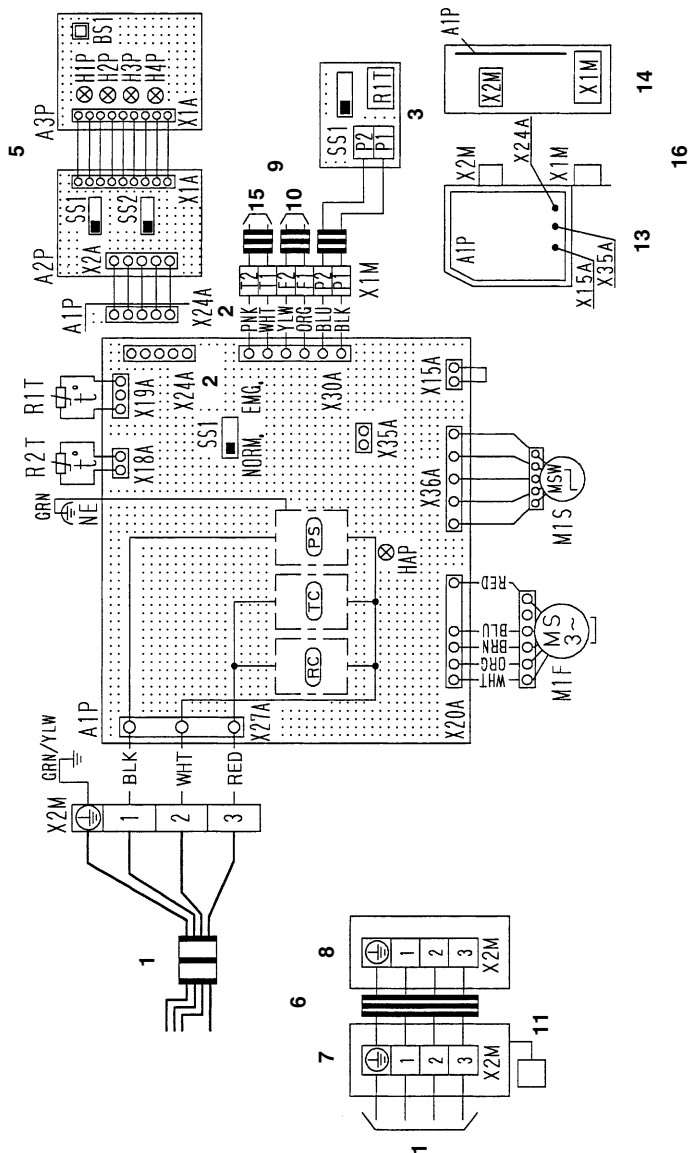 5
A3P
BS1
H1P
H2P
H3P
H4P
X1A
A2P
SS1
SS2
X1A
X2A
A1P
X24A
2
9
15
10
T2
T1
F2
F1
P2
P1
X1M
PNK
WHT
YLW
ORG
BLU
BLK
3
SS1
R1T
P2
P1
14
A1P
X2M
X1M
13
A1P
X2M
X1M
X24A
X15A
X35A
16
R1T
X19A
R2T
X18A
GRN
NE
X24A
2
SS1
NORM.
EMG.
X30A
X35A
X15A
X36A
MSW
M1S
PS
TC
RC
HAP
A1P
X27A
X20A
WHT
ORG
BRN
BLU
RED
MS
3~
M1F
GRN/YLW
X2M
1
2
3
BLK
WHT
RED
1
6
7
1
2
3
X2M
11
8
1
2
3
X2M
1